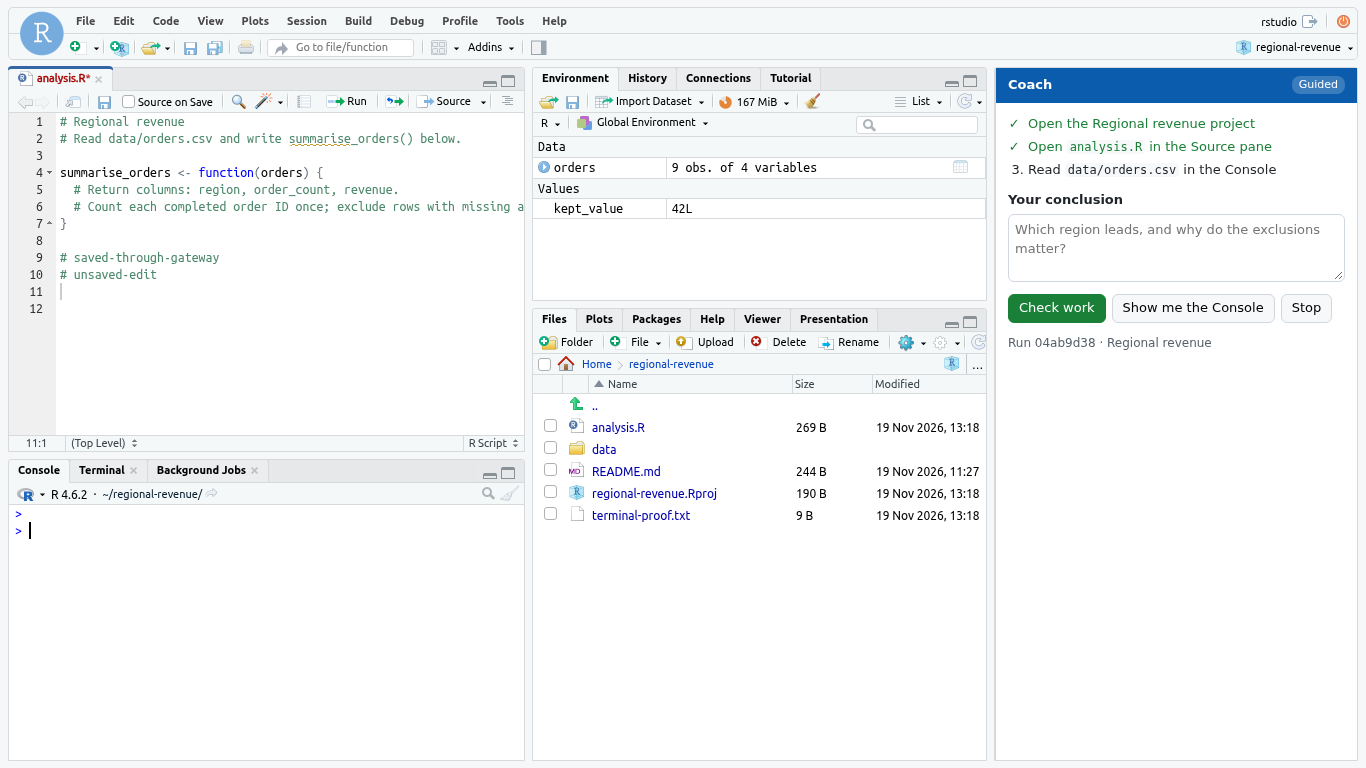 File Edit Code View Plots Session Build Debug Profile Tools Help
rstudio
Go to file/function
Addins
regional-revenue
analysis.R*
Source on Save
Run
Source
1 # Regional revenue
2 # Read data/orders.csv and write summarise_orders() below.
3
4 summarise_orders <- function(orders) {
5 # Return columns: region, order_count, revenue.
6 # Count each completed order ID once; exclude rows with missing a
7 }
8
9 # saved-through-gateway
10 # unsaved-edit
11
12
11:1 (Top Level) R Script
Console Terminal Background Jobs
R 4.6.2 · ~/regional-revenue/
>
>
Environment History Connections Tutorial
Import Dataset 167 MiB List
R Global Environment
Data
orders 9 obs. of 4 variables
Values
kept_value 42L
Files Plots Packages Help Viewer Presentation
Folder File Upload Delete Rename
Home regional-revenue ...
Name Size Modified
..
analysis.R 269 B 19 Nov 2026, 13:18
data
README.md 244 B 19 Nov 2026, 11:27
regional-revenue.Rproj 190 B 19 Nov 2026, 13:18
terminal-proof.txt 9 B 19 Nov 2026, 13:18
Coach Guided
✓ Open the Regional revenue project
✓ Open analysis.R in the Source pane
3. Read data/orders.csv in the Console
Your conclusion
Which region leads, and why do the exclusions
matter?
Check work Show me the Console Stop
Run 04ab9d38 · Regional revenue